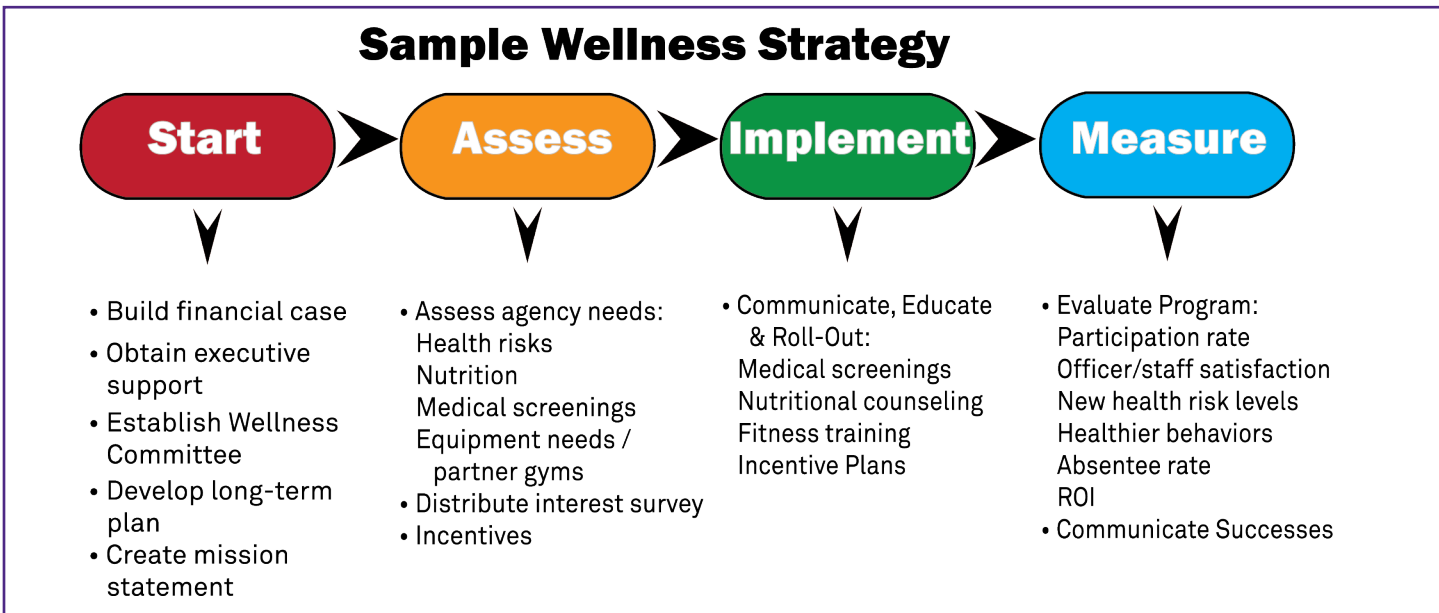 Sample Wellness Strategy
Start
Assess
Implement
Measure
• Build financial case
• Obtain executive
support
• Establish Wellness
Committee
• Develop long-term
plan
• Create mission
statement
• Assess agency needs:
Health risks
Nutrition
Medical screenings
Equipment needs /
partner gyms
• Distribute interest survey
• Incentives
• Communicate, Educate
& Roll-Out:
Medical screenings
Nutritional counseling
Fitness training
Incentive Plans
• Evaluate Program:
Participation rate
Officer/staff satisfaction
New health risk levels
Healthier behaviors
Absentee rate
ROI
• Communicate Successes